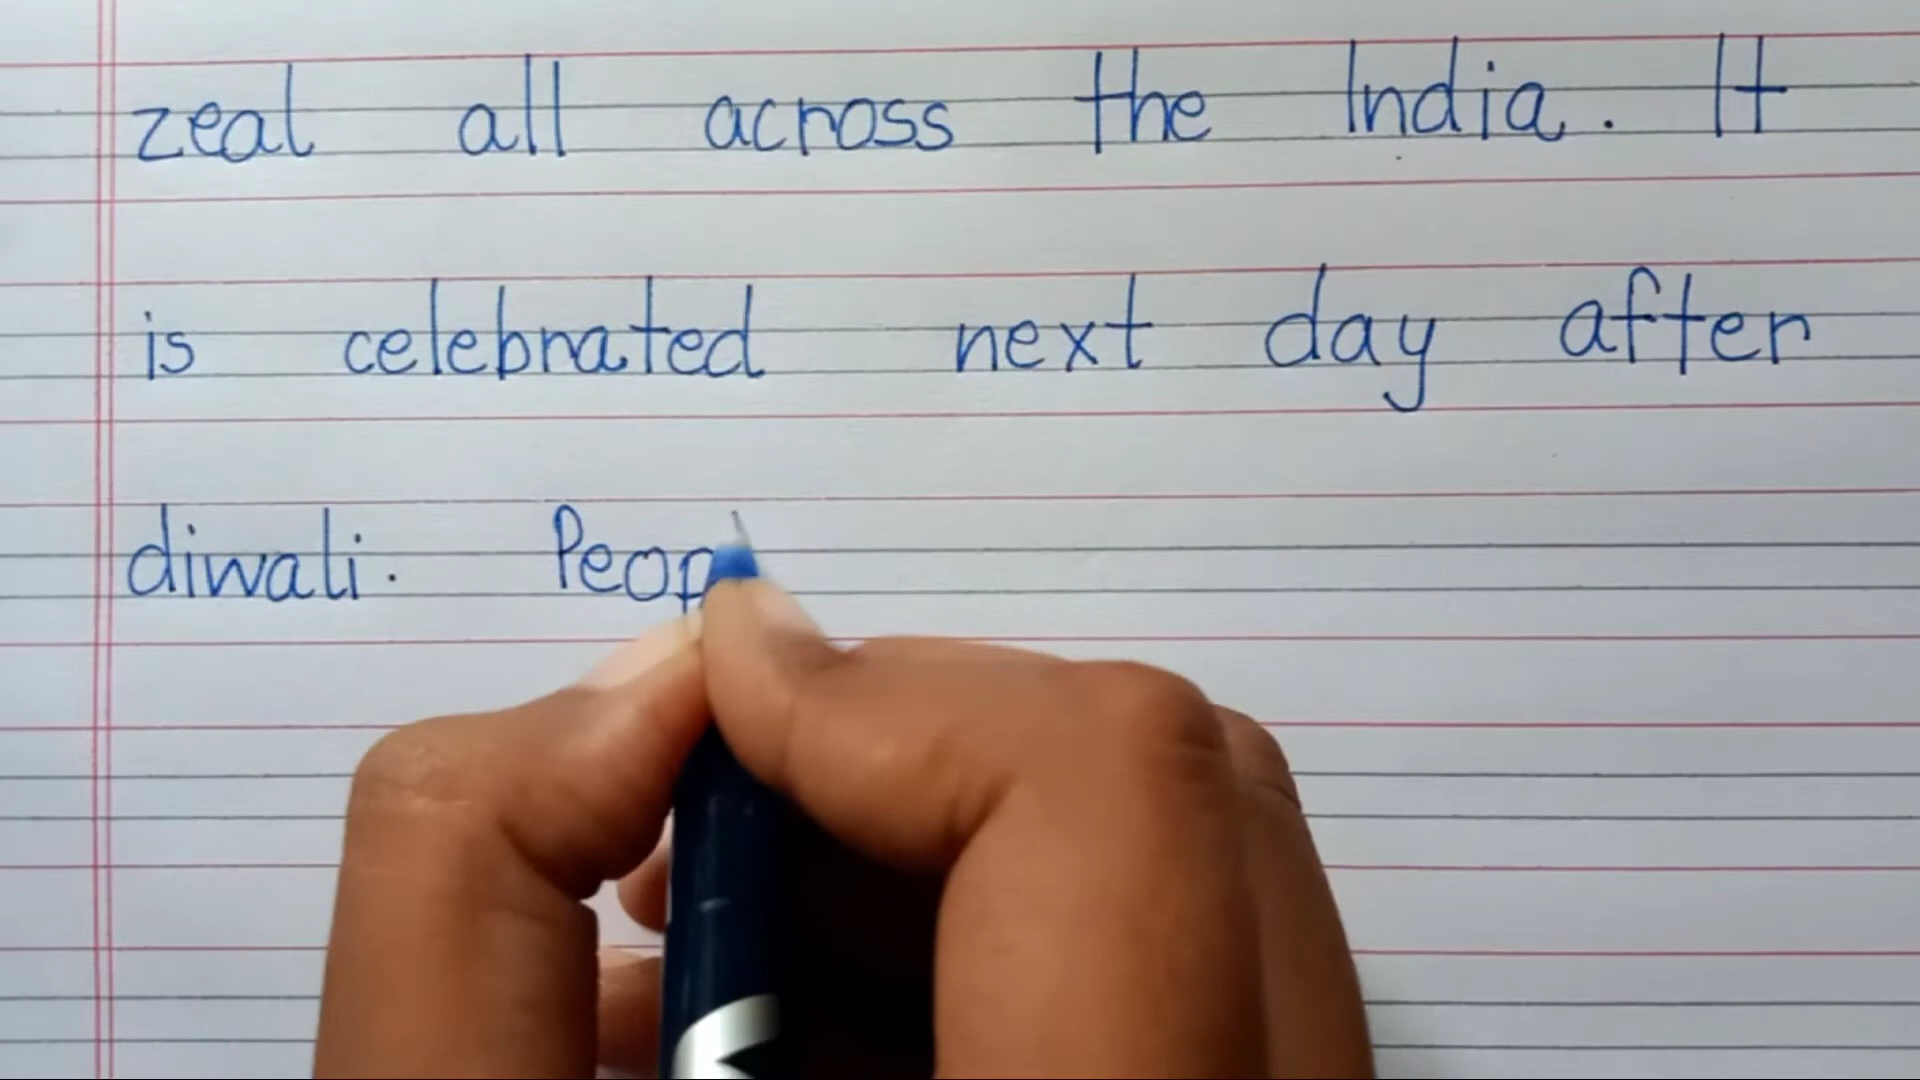 zeal all across the India. It
is celebrated next day after
diwali. Peop